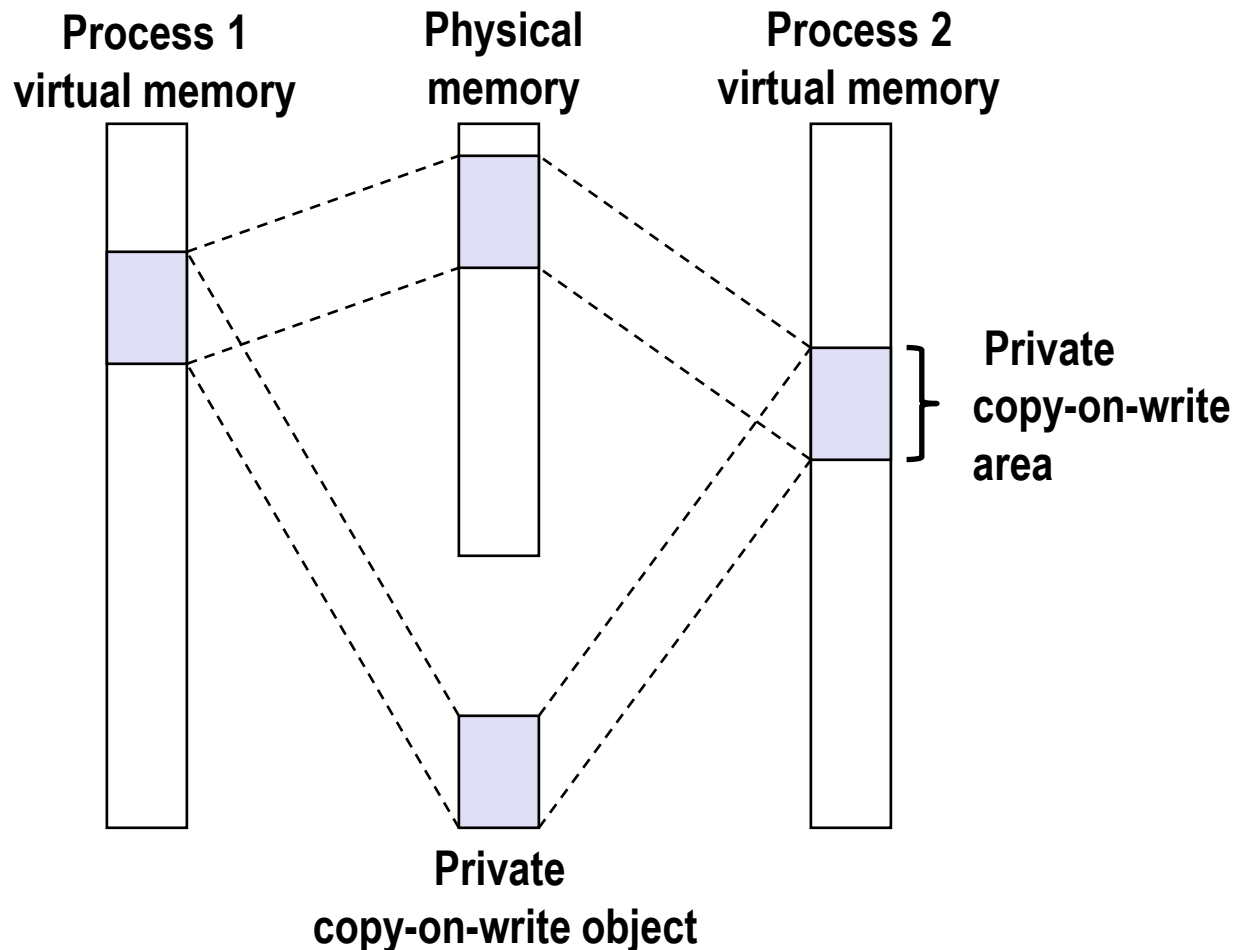 Process 1
virtual memory
Physical
memory
Process 2
virtual memory
Private
copy-on-write
area
Private
copy-on-write object